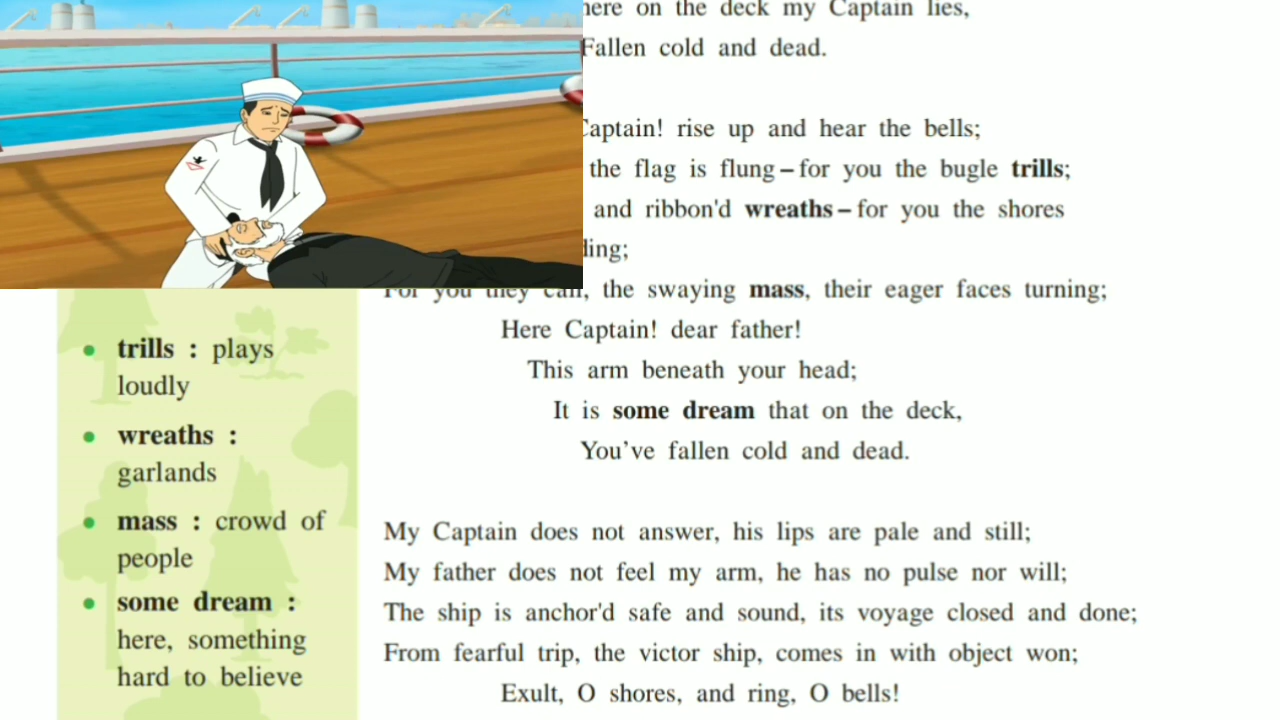 here on the deck my Captain lies,
Fallen cold and dead.
Captain! rise up and hear the bells;
the flag is flung – for you the bugle trills;
and ribbon'd wreaths – for you the shores
ding;
For you they call, the swaying mass, their eager faces turning;
Here Captain! dear father!
This arm beneath your head;
It is some dream that on the deck,
You've fallen cold and dead.
My Captain does not answer, his lips are pale and still;
My father does not feel my arm, he has no pulse nor will;
The ship is anchor'd safe and sound, its voyage closed and done;
From fearful trip, the victor ship, comes in with object won;
Exult, O shores, and ring, O bells!
• trills : plays
loudly
• wreaths :
garlands
• mass : crowd of
people
• some dream :
here, something
hard to believe